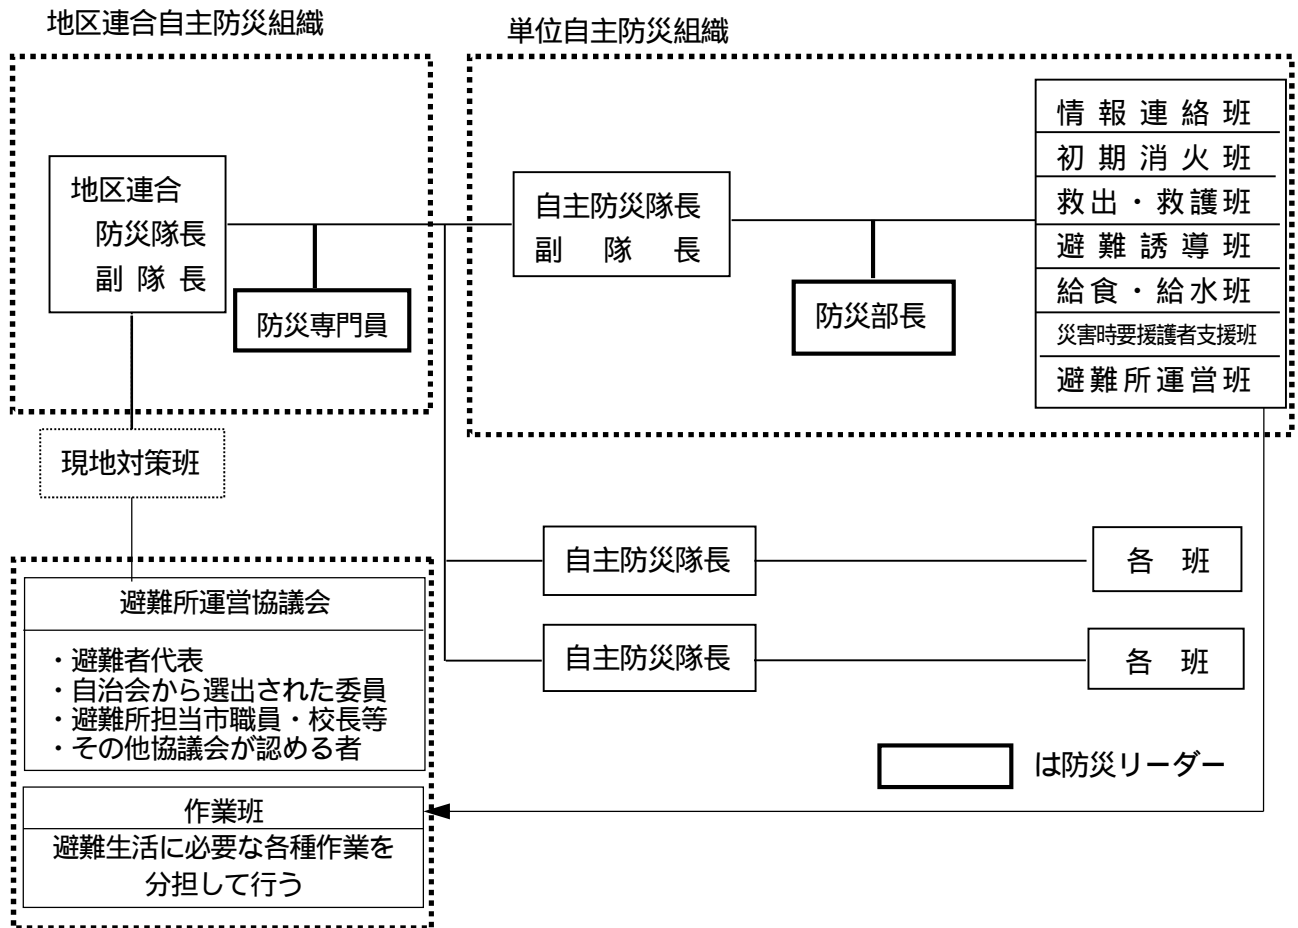 地区連合自主防災組織
単位自主防災組織
地区連合
防災隊長
副 隊 長
防災専門員
自主防災隊長
副 隊 長
防災部長
情 報 連 絡 班
初 期 消 火 班
救出・救護班
避 難 誘 導 班
給食・給水班
災害時要援護者支援班
避難所運営班
現地対策班
自主防災隊長
各 班
自主防災隊長
各 班
避難所運営協議会
・避難者代表
・自治会から選出された委員
・避難所担当市職員・校長等
・その他協議会が認める者
は防災リーダー
作業班
避難生活に必要な各種作業を
分担して行う